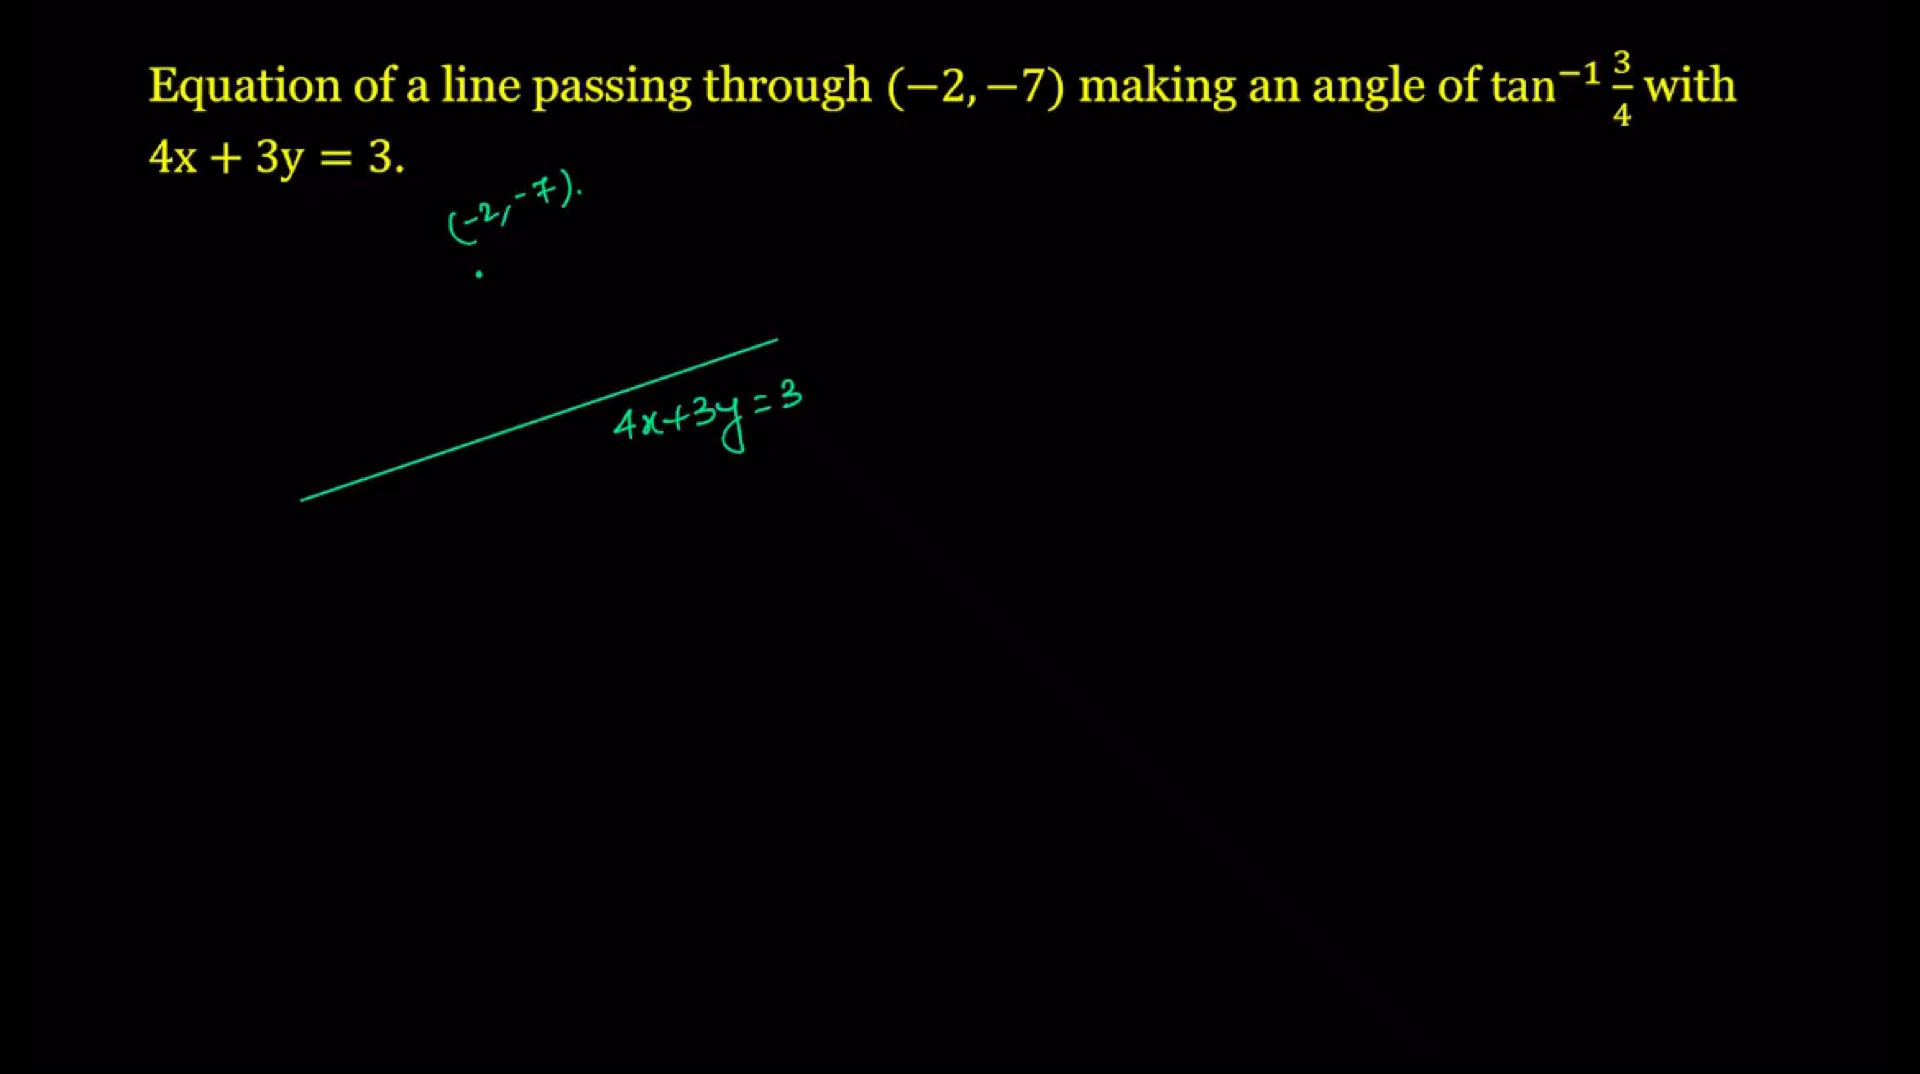 Equation of a line passing through (−2, −7) making an angle of tan⁻¹ 3/4 with
4x + 3y = 3.
(-2, -7).
4x+3y=3